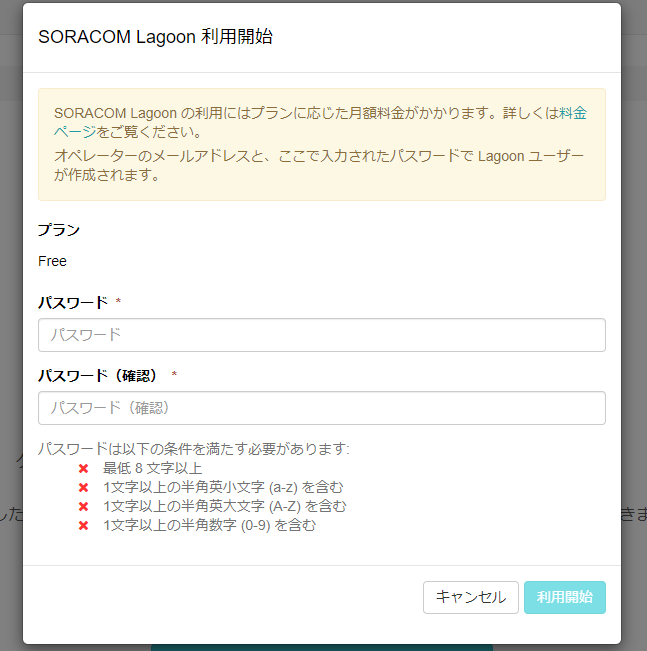 SORACOM Lagoon 利用開始
SORACOM Lagoon の利用にはプランに応じた月額料金がかかります。詳しくは料金
ページをご覧ください。
オペレーターのメールアドレスと、ここで入力されたパスワードで Lagoon ユーザー
が作成されます。
プラン
Free
パスワード *
パスワード
パスワード（確認） *
パスワード（確認）
パスワードは以下の条件を満たす必要があります:
最低 8 文字以上
1文字以上の半角英小文字 (a-z) を含む
1文字以上の半角英大文字 (A-Z) を含む
1文字以上の半角数字 (0-9) を含む
した
きま
キャンセル 利用開始